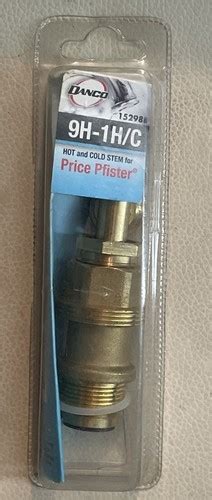 DANCO
15298
9H-1H/C
HOT and COLD STEM for
Price Pfister®